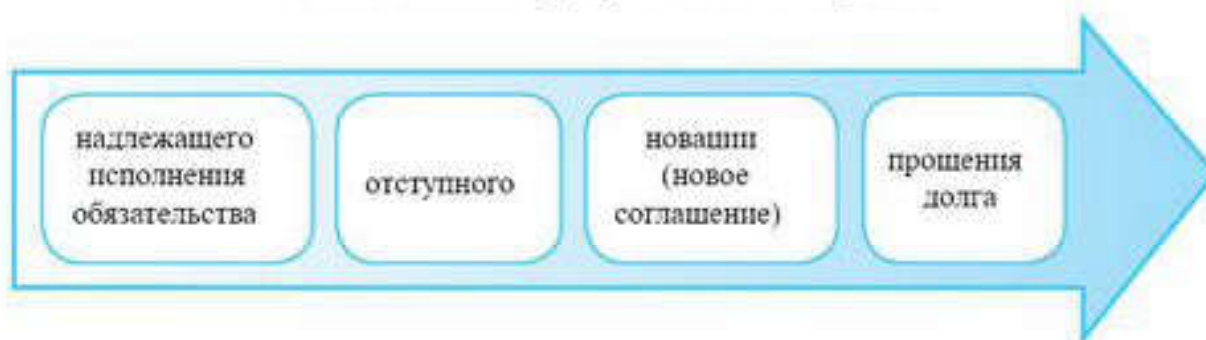 надлежащего
исполнения
обязательства
отступного
новации
(новое
соглашение)
прощения
долга